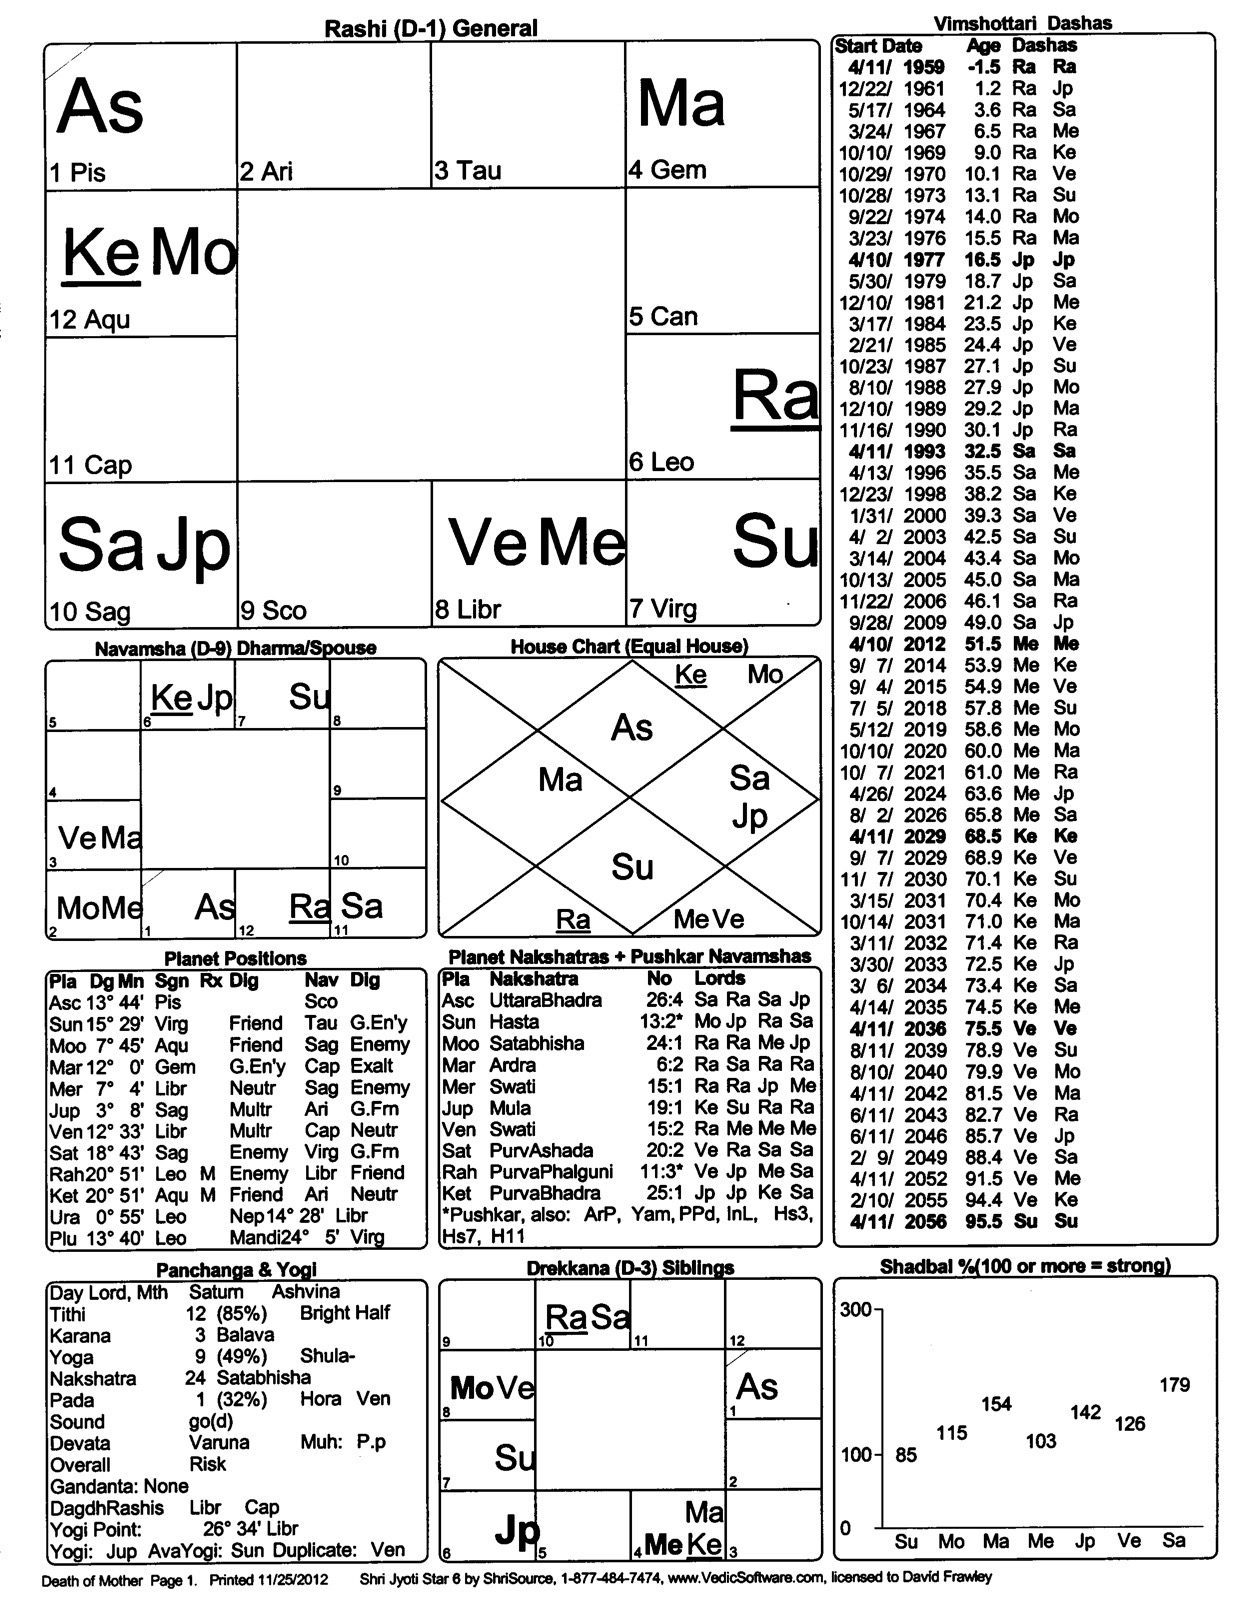 Rashi (D-1) General
As
1 Pis
2 Ari
3 Tau
Ma
4 Gem
Ke Mo
12 Aqu
5 Can
11 Cap
Ra
6 Leo
Sa Jp
10 Sag
9 Sco
Ve Me
8 Libr
Su
7 Virg
Vimshottari Dashas
Start Date Age Dashas
4/11/ 1959 -1.5 Ra Ra
12/22/ 1961 1.2 Ra Jp
5/17/ 1964 3.6 Ra Sa
3/24/ 1967 6.5 Ra Me
10/10/ 1969 9.0 Ra Ke
10/29/ 1970 10.1 Ra Ve
10/28/ 1973 13.1 Ra Su
9/22/ 1974 14.0 Ra Mo
3/23/ 1976 15.5 Ra Ma
4/10/ 1977 16.5 Jp Jp
5/30/ 1979 18.7 Jp Sa
12/10/ 1981 21.2 Jp Me
3/17/ 1984 23.5 Jp Ke
2/21/ 1985 24.4 Jp Ve
10/23/ 1987 27.1 Jp Su
8/10/ 1988 27.9 Jp Mo
12/10/ 1989 29.2 Jp Ma
11/16/ 1990 30.1 Jp Ra
4/11/ 1993 32.5 Sa Sa
4/13/ 1996 35.5 Sa Me
12/23/ 1998 38.2 Sa Ke
1/31/ 2000 39.3 Sa Ve
4/ 2/ 2003 42.5 Sa Su
3/14/ 2004 43.4 Sa Mo
10/13/ 2005 45.0 Sa Ma
11/22/ 2006 46.1 Sa Ra
9/28/ 2009 49.0 Sa Jp
4/10/ 2012 51.5 Me Me
9/ 7/ 2014 53.9 Me Ke
9/ 4/ 2015 54.9 Me Ve
7/ 5/ 2018 57.8 Me Su
5/12/ 2019 58.6 Me Mo
10/10/ 2020 60.0 Me Ma
10/ 7/ 2021 61.0 Me Ra
4/26/ 2024 63.6 Me Jp
8/ 2/ 2026 65.8 Me Sa
4/11/ 2029 68.5 Ke Ke
9/ 7/ 2029 68.9 Ke Ve
11/ 7/ 2030 70.1 Ke Su
3/15/ 2031 70.4 Ke Mo
10/14/ 2031 71.0 Ke Ma
3/11/ 2032 71.4 Ke Ra
3/30/ 2033 72.5 Ke Jp
3/ 6/ 2034 73.4 Ke Sa
4/14/ 2035 74.5 Ke Me
4/11/ 2036 75.5 Ve Ve
8/11/ 2039 78.9 Ve Su
8/10/ 2040 79.9 Ve Mo
4/11/ 2042 81.5 Ve Ma
6/11/ 2043 82.7 Ve Ra
6/11/ 2046 85.7 Ve Jp
2/ 9/ 2049 88.4 Ve Sa
4/11/ 2052 91.5 Ve Me
2/10/ 2055 94.4 Ve Ke
4/11/ 2056 95.5 Su Su
Navamsha (D-9) Dharma/Spouse
5
Ke Jp
6
Su
7
8
4
9
Ve Ma
3
10
Mo Me
2
As
1
Ra
12
Sa
11
House Chart (Equal House)
Ke Mo
As
Ma
Sa
Jp
Su
Ra
Me Ve
Planet Positions
Pla Dg Mn Sgn Rx Dig Nav Dig
Asc 13° 44' Pis Sco
Sun 15° 29' Virg Friend Tau G.En'y
Moo 7° 45' Aqu Friend Sag Enemy
Mar 12° 0' Gem G.En'y Cap Exalt
Mer 7° 4' Libr Neutr Sag Enemy
Jup 3° 8' Sag Multr Ari G.Frn
Ven 12° 33' Libr Multr Cap Neutr
Sat 18° 43' Sag Enemy Virg G.Frn
Rah 20° 51' Leo M Enemy Libr Friend
Ket 20° 51' Aqu M Friend Ari Neutr
Ura 0° 55' Leo Nep 14° 28' Libr
Plu 13° 40' Leo Mandi 24° 5' Virg
Planet Nakshatras + Pushkar Navamshas
Pla Nakshatra No Lords
Asc UttaraBhadra 26:4 Sa Ra Sa Jp
Sun Hasta 13:2* Mo Jp Ra Sa
Moo Satabhisha 24:1 Ra Ra Me Jp
Mar Ardra 6:2 Ra Sa Ra Ra
Mer Swati 15:1 Ra Ra Jp Me
Jup Mula 19:1 Ke Su Ra Ra
Ven Swati 15:2 Ra Me Me Me
Sat PurvAshada 20:2 Ve Ra Sa Sa
Rah PurvaPhalguni 11:3* Ve Jp Me Sa
Ket PurvaBhadra 25:1 Jp Jp Ke Sa
*Pushkar, also: ArP, Yam, PPd, InL, Hs3,
Hs7, H11
Panchanga & Yogi
Day Lord, Mth Saturn Ashvina
Tithi 12 (85%) Bright Half
Karana 3 Balava
Yoga 9 (49%) Shula-
Nakshatra 24 Satabhisha
Pada 1 (32%) Hora Ven
Sound go(d)
Devata Varuna Muh: P.p
Overall Risk
Gandanta: None
DagdhRashis Libr Cap
Yogi Point: 26° 34' Libr
Yogi: Jup AvaYogi: Sun Duplicate: Ven
Drekkana (D-3) Siblings
9
Ra Sa
10
11
12
Mo Ve
8
As
1
Su
7
2
Jp
6
5
Ma
Me Ke
4
3
Shadbal %(100 or more = strong)
300
179
154
142
126
115
103
100
85
0
Su Mo Ma Me Jp Ve Sa
Death of Mother Page 1. Printed 11/25/2012 Shri Jyoti Star 6 by ShriSource, 1-877-484-7474, www.VedicSoftware.com, licensed to David Frawley